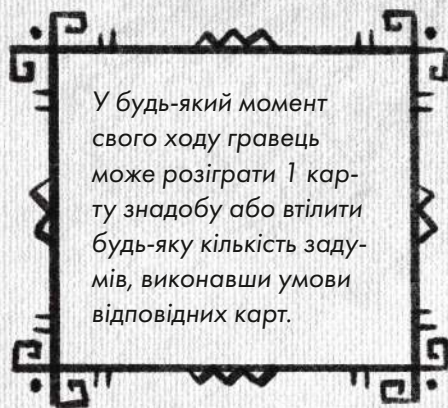 У будь-який момент
свого ходу гравець
може розіграти 1 кар-
ту знадобу або втілити
будь-яку кількість заду-
мів, виконавши умови
відповідних карт.